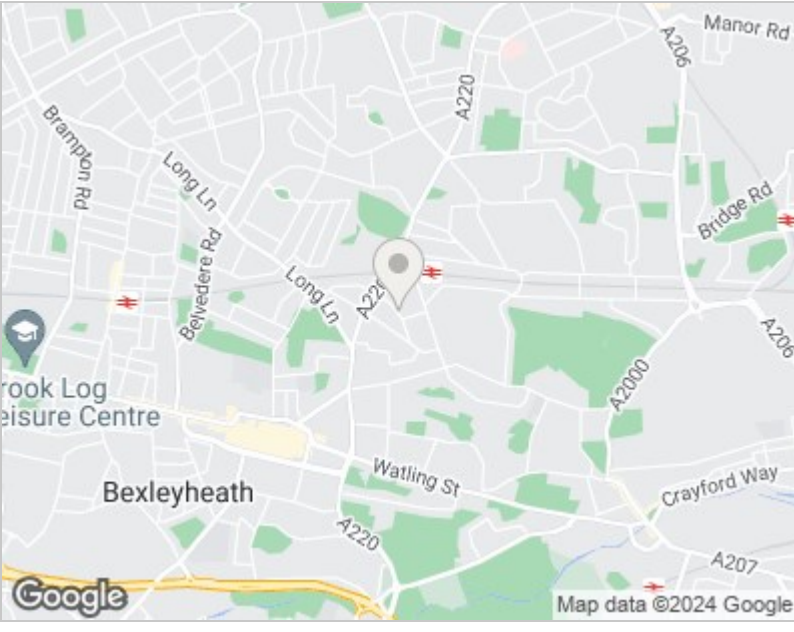 Manor Rd
A206
A220
Brampton Rd
Long Ln
Bridge Rd
Belvedere Rd
Long Ln
A220
A206
rook Log
eisure Centre
A2000
Bexleyheath
Watling St
Crayford Way
A220
A207
Google
Map data ©2024 Google